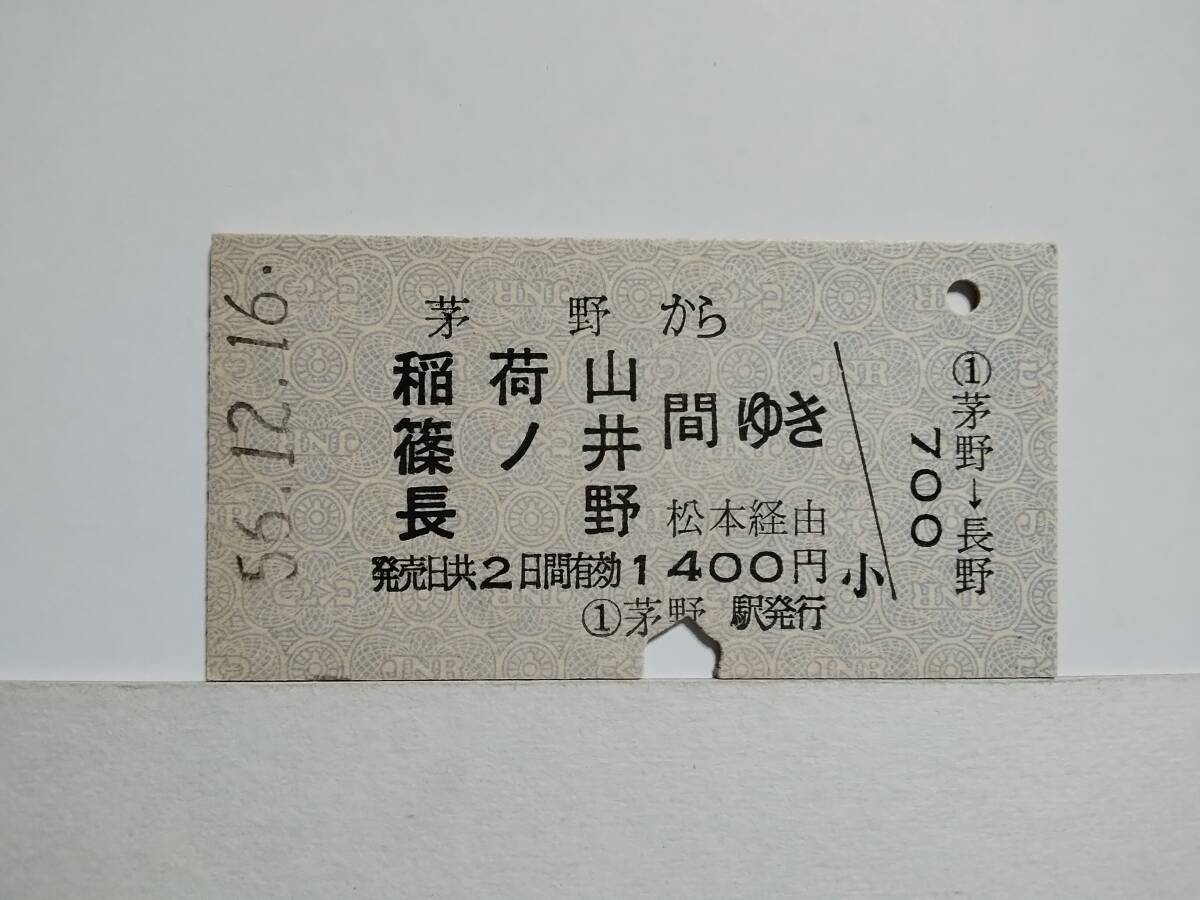 56.12.16.
茅野から
稲荷山
篠ノ井
長野
間ゆき
松本経由
発売日共2日間有効1400円
①茅野駅発行
小
①茅野→長野
700